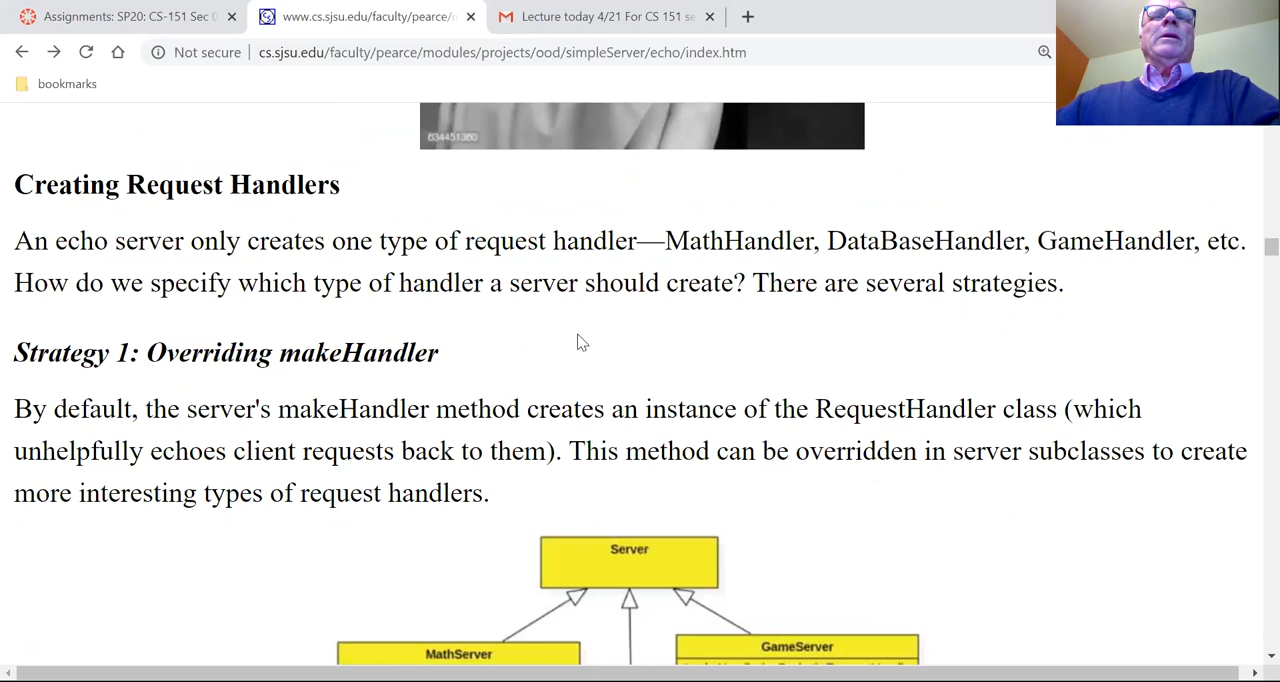 Assignments: SP20: CS-151 Sec 0
www.cs.sjsu.edu/faculty/pearce/m
Lecture today 4/21 For CS 151 se
Not secure
cs.sjsu.edu/faculty/pearce/modules/projects/ood/simpleServer/echo/index.htm
bookmarks
634451360
Creating Request Handlers
An echo server only creates one type of request handler—MathHandler, DataBaseHandler, GameHandler, etc.
How do we specify which type of handler a server should create? There are several strategies.
Strategy 1: Overriding makeHandler
By default, the server's makeHandler method creates an instance of the RequestHandler class (which
unhelpfully echoes client requests back to them). This method can be overridden in server subclasses to create
more interesting types of request handlers.
Server
MathServer
GameServer